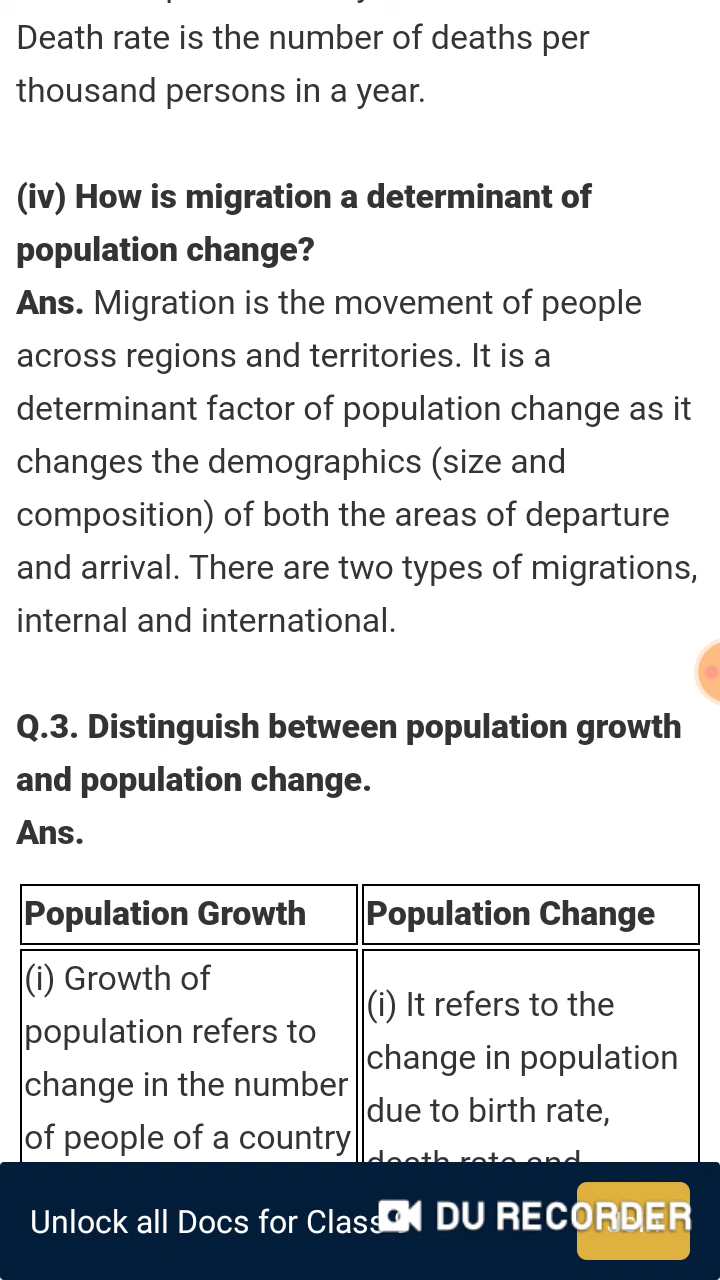 Death rate is the number of deaths per
thousand persons in a year.
(iv) How is migration a determinant of
population change?
Ans. Migration is the movement of people
across regions and territories. It is a
determinant factor of population change as it
changes the demographics (size and
composition) of both the areas of departure
and arrival. There are two types of migrations,
internal and international.
Q.3. Distinguish between population growth
and population change.
Ans.
Population Growth
Population Change
(i) Growth of
population refers to
change in the number
of people of a country
(i) It refers to the
change in population
due to birth rate,
death rate and
Unlock all Docs for Class
DU RECORDER